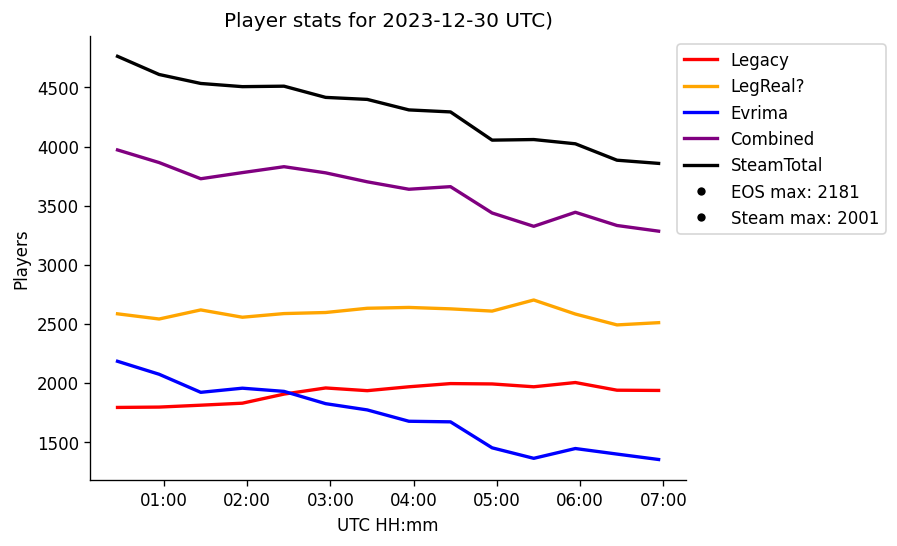 Player stats for 2023-12-30 UTC)
Legacy
LegReal?
Evrima
Combined
SteamTotal
EOS max: 2181
Steam max: 2001
Players
4500
4000
3500
3000
2500
2000
1500
01:00 02:00 03:00 04:00 05:00 06:00 07:00
UTC HH:mm